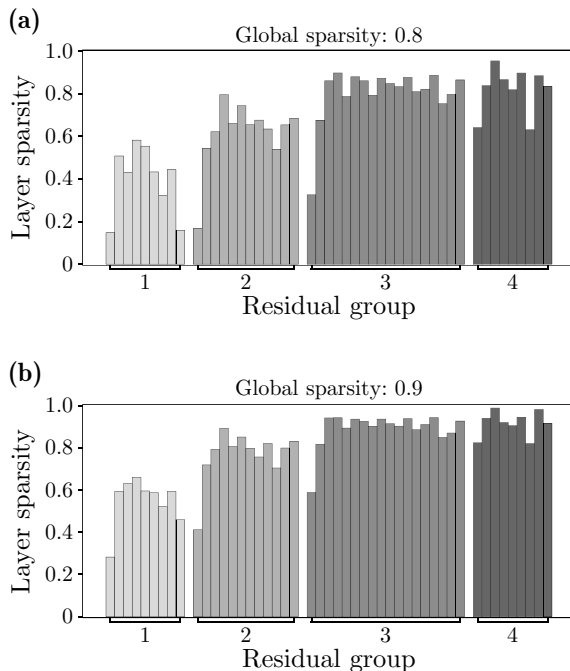 (a)
Global sparsity: 0.8
Layer sparsity
1.0
0.8
0.6
0.4
0.2
0
1 2 3 4
Residual group
(b)
Global sparsity: 0.9
Layer sparsity
1.0
0.8
0.6
0.4
0.2
0
1 2 3 4
Residual group